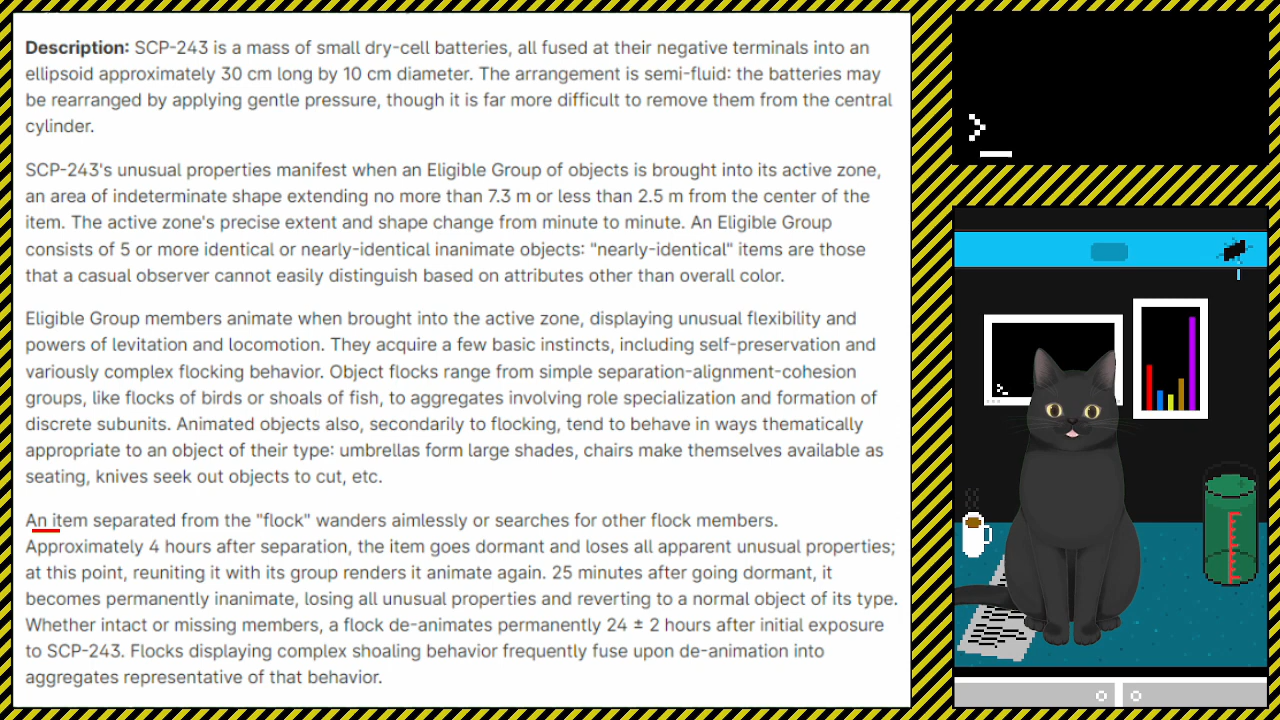 Description: SCP-243 is a mass of small dry-cell batteries, all fused at their negative terminals into an
ellipsoid approximately 30 cm long by 10 cm diameter. The arrangement is semi-fluid: the batteries may
be rearranged by applying gentle pressure, though it is far more difficult to remove them from the central
cylinder.
SCP-243's unusual properties manifest when an Eligible Group of objects is brought into its active zone,
an area of indeterminate shape extending no more than 7.3 m or less than 2.5 m from the center of the
item. The active zone's precise extent and shape change from minute to minute. An Eligible Group
consists of 5 or more identical or nearly-identical inanimate objects: "nearly-identical" items are those
that a casual observer cannot easily distinguish based on attributes other than overall color.
Eligible Group members animate when brought into the active zone, displaying unusual flexibility and
powers of levitation and locomotion. They acquire a few basic instincts, including self-preservation and
variously complex flocking behavior. Object flocks range from simple separation-alignment-cohesion
groups, like flocks of birds or shoals of fish, to aggregates involving role specialization and formation of
discrete subunits. Animated objects also, secondarily to flocking, tend to behave in ways thematically
appropriate to an object of their type: umbrellas form large shades, chairs make themselves available as
seating, knives seek out objects to cut, etc.
An item separated from the "flock" wanders aimlessly or searches for other flock members.
Approximately 4 hours after separation, the item goes dormant and loses all apparent unusual properties;
at this point, reuniting it with its group renders it animate again. 25 minutes after going dormant, it
becomes permanently inanimate, losing all unusual properties and reverting to a normal object of its type.
Whether intact or missing members, a flock de-animates permanently 24 ± 2 hours after initial exposure
to SCP-243. Flocks displaying complex shoaling behavior frequently fuse upon de-animation into
aggregates representative of that behavior.
>_